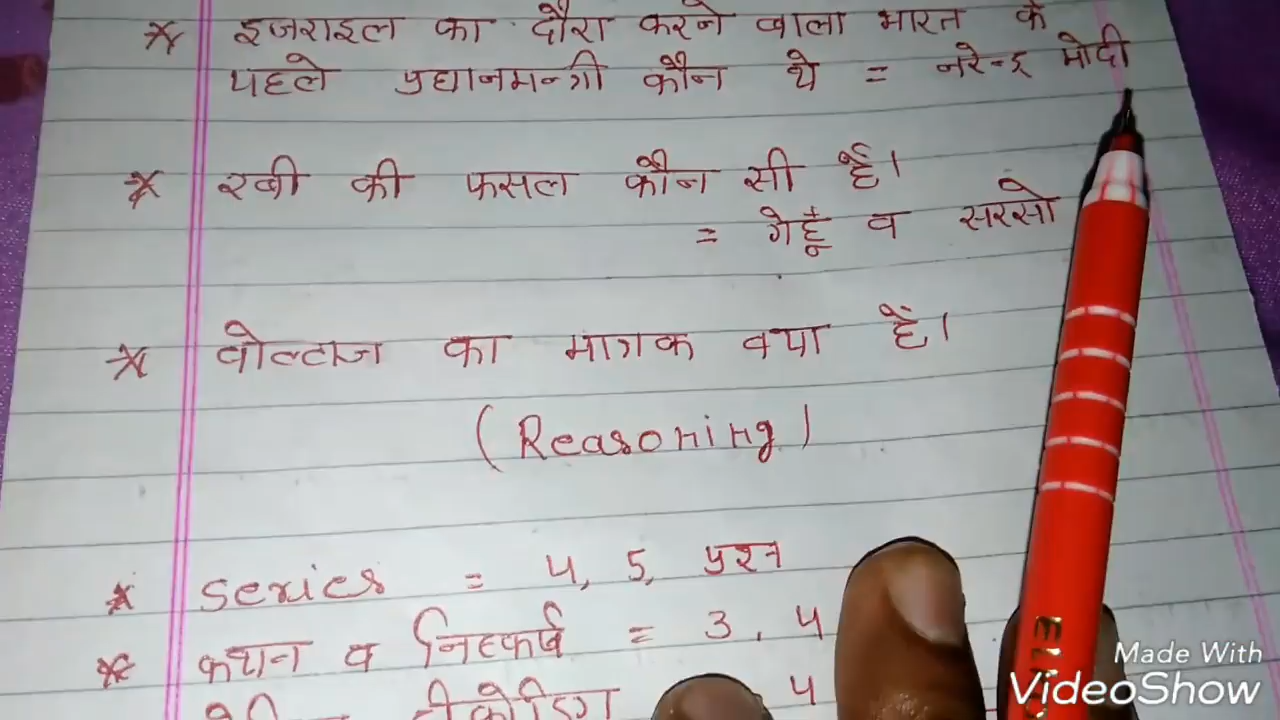 * इजराइल का दौरा करने वाला भारत के
पहले प्रधानमन्त्री कौन थे = नरेन्द्र मोदी
* रबी की फसल कौन सी हैं।
= गेहूँ व सरसो
* वोल्टाज का मात्रक क्या हैं।
(Reasoning)
* Series = 4, 5, प्रश्न
* कथान व निष्कर्ष = 3, 4
4
Made With
VideoShow